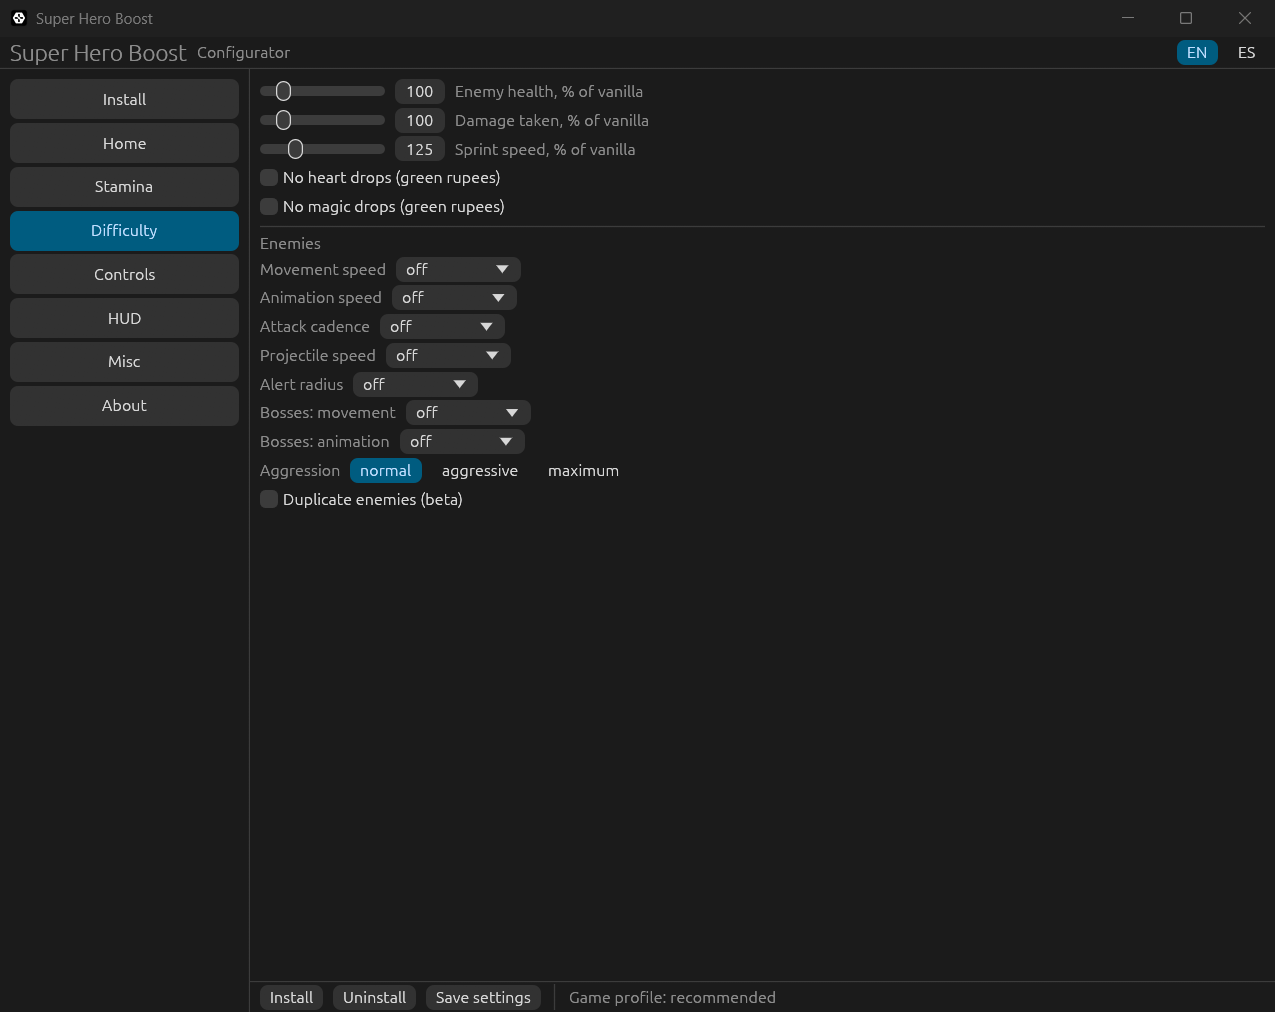 Super Hero Boost
Super Hero Boost Configurator EN ES
Install
Home
Stamina
Difficulty
Controls
HUD
Misc
About
100 Enemy health, % of vanilla
100 Damage taken, % of vanilla
125 Sprint speed, % of vanilla
No heart drops (green rupees)
No magic drops (green rupees)
Enemies
Movement speed off
Animation speed off
Attack cadence off
Projectile speed off
Alert radius off
Bosses: movement off
Bosses: animation off
Aggression normal aggressive maximum
Duplicate enemies (beta)
Install Uninstall Save settings Game profile: recommended